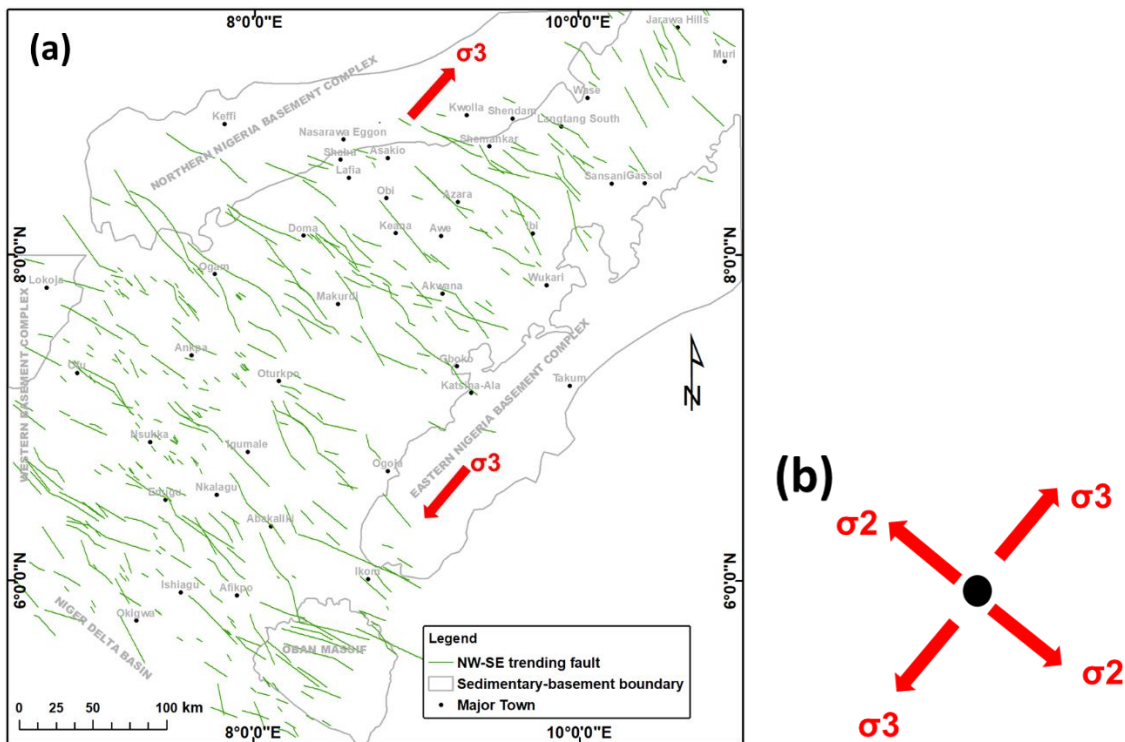 (a)
8°0'0"E
10°0'0"E
Jarawa Hills
Muri
σ3
NORTHERN NIGERIA BASEMENT COMPLEX
Keffi
Wase
Kwolla
Shendam
Langtang South
Nasarawa Eggon
Shabu
Asakio
Shemankar
Lafia
Sansani
Gassol
Obi
Azara
Doma
Keana
Awe
Ibi
8°0'0"N
8°0'0"N
Ogam
Lokoja
Wukari
Akwana
Makurdi
WESTERN BASEMENT COMPLEX
Ankpa
Ufu
Oturkpo
Gboko
Katsina-Ala
Takum
N
EASTERN NIGERIA BASEMENT COMPLEX
Nsukka
Igumale
Ogoja
σ3
Enugu
Nkalagu
Abakaliki
6°0'0"N
6°0'0"N
Ikom
Ishiagu
Afikpo
Okigwa
NIGER DELTA BASIN
OBAN MASSIF
Legend
NW-SE trending fault
Sedimentary-basement boundary
Major Town
0 25 50 100 km
8°0'0"E
10°0'0"E
(b)
σ3
σ2
σ2
σ3